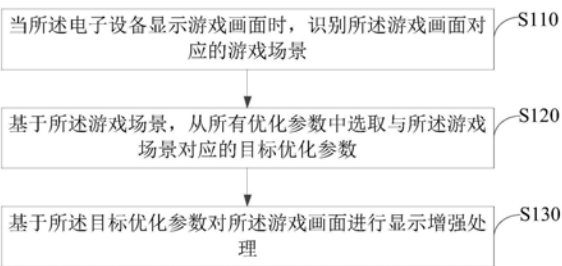 当所述电子设备显示游戏画面时，识别所述游戏画面对
应的游戏场景
S110
基于所述游戏场景，从所有优化参数中选取与所述游戏
场景对应的目标优化参数
S120
基于所述目标优化参数对所述游戏画面进行显示增强处
理
S130